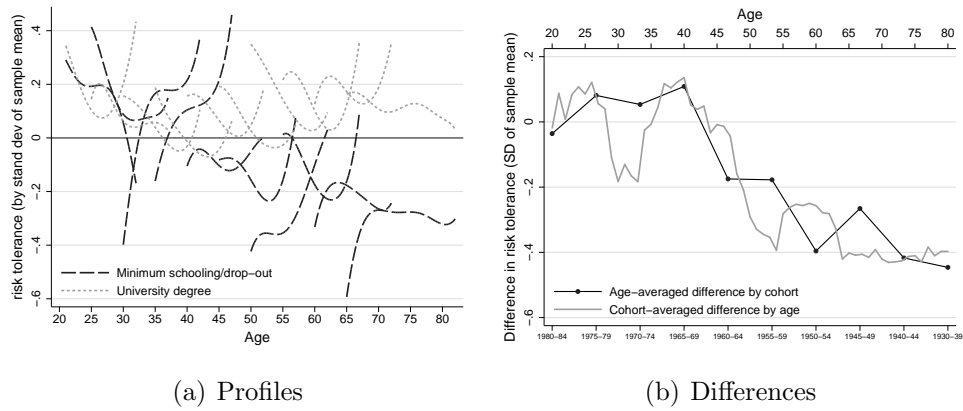 risk tolerance (by stand dev of sample mean)
.4
.2
0
-.2
-.4
-.6
Minimum schooling/drop-out
University degree
20 25 30 35 40 45 50 55 60 65 70 75 80
Age
(a) Profiles
Age
20 25 30 35 40 45 50 55 60 65 70 75 80
Difference in risk tolerance (SD of sample mean)
.2
0
-.2
-.4
-.6
Age-averaged difference by cohort
Cohort-averaged difference by age
1980-84 1975-79 1970-74 1965-69 1960-64 1955-59 1950-54 1945-49 1940-44 1930-39
(b) Differences